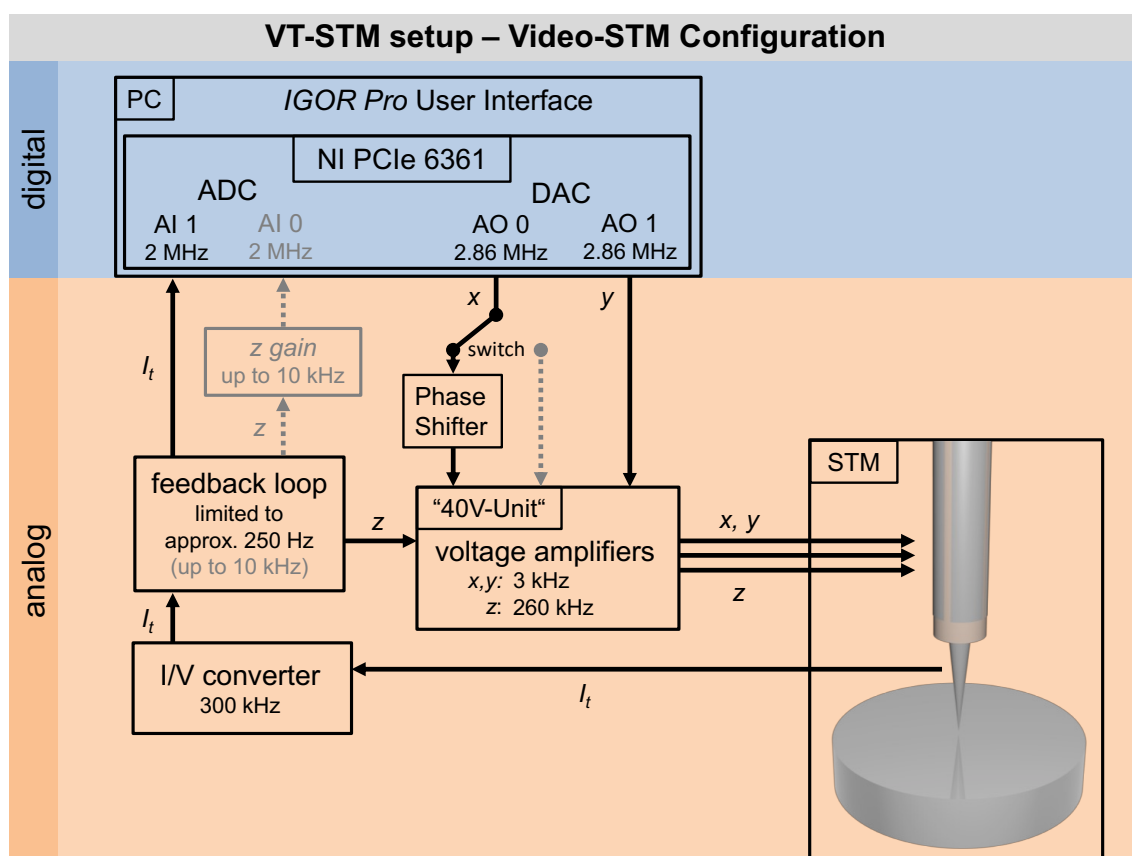 VT-STM setup – Video-STM Configuration
digital
PC
IGOR Pro User Interface
NI PCIe 6361
ADC
DAC
AI 1
2 MHz
AI 0
2 MHz
AO 0
2.86 MHz
AO 1
2.86 MHz
analog
x
y
switch
I_t
z gain
up to 10 kHz
z
Phase
Shifter
feedback loop
limited to
approx. 250 Hz
(up to 10 kHz)
z
“40V-Unit“
voltage amplifiers
x,y: 3 kHz
z: 260 kHz
x, y
z
STM
I_t
I/V converter
300 kHz
I_t